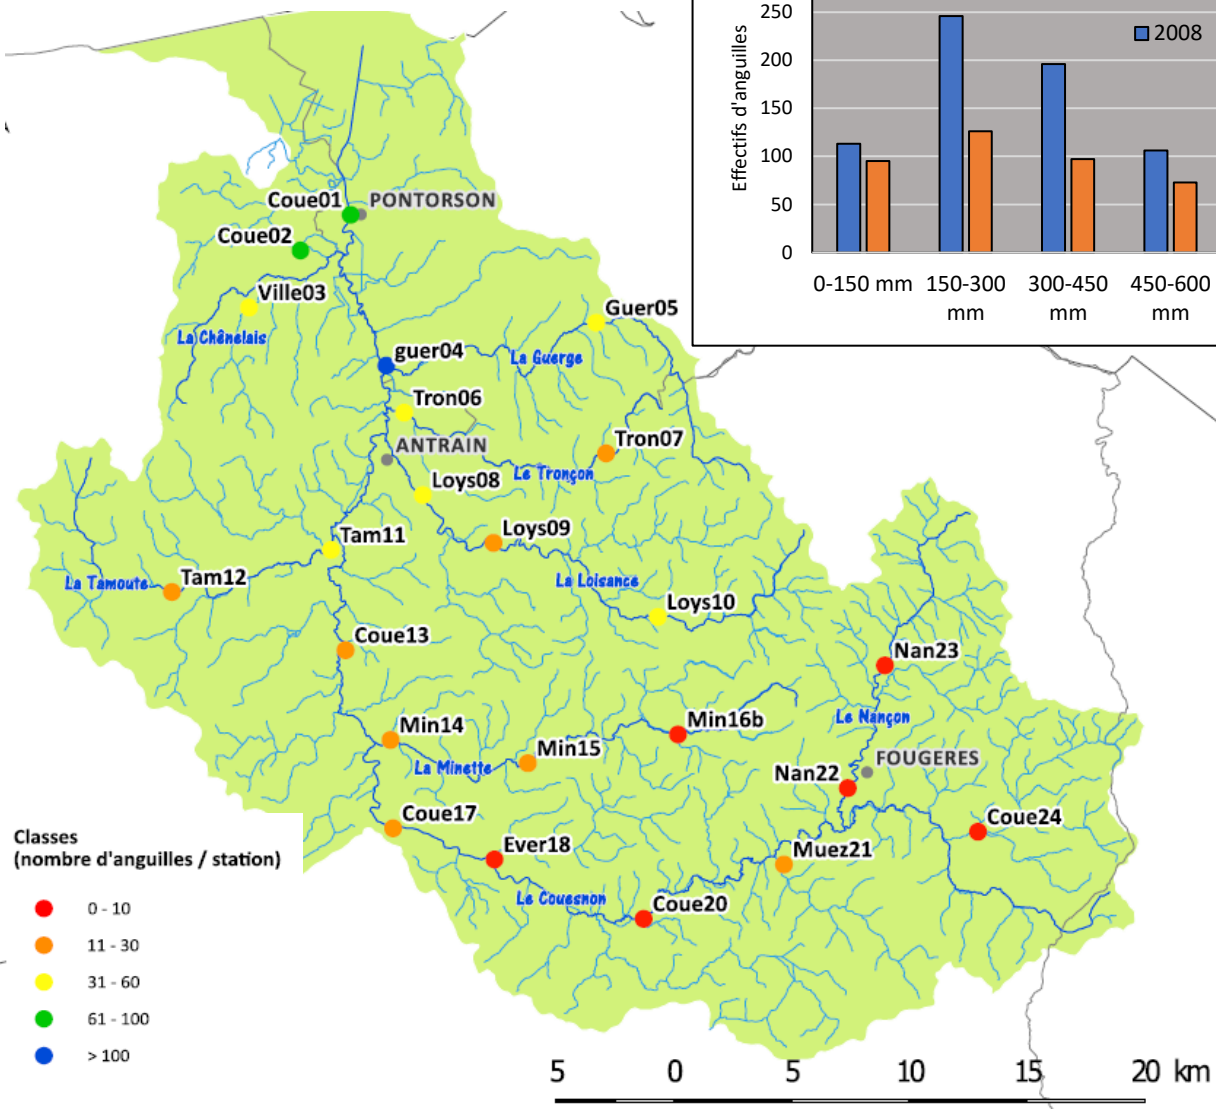 250
200
150
100
50
0
Effectifs d'anguilles
2008
0-150 mm
150-300
mm
300-450
mm
450-600
mm
Coue01
PONTORSON
Coue02
Ville03
La Chênelais
Guer05
guer04
La Guerge
Tron06
Tron07
ANTRAIN
Le Tronçon
Loys08
Loys09
Tam11
La Tamoute
Tam12
La Loisance
Loys10
Coue13
Nan23
Le Nançon
Min14
Min16b
Min15
La Minette
FOUGERES
Nan22
Coue17
Coue24
Ever18
Muez21
Le Couesnon
Coue20
Classes
(nombre d'anguilles / station)
0 - 10
11 - 30
31 - 60
61 - 100
> 100
5 0 5 10 15 20 km